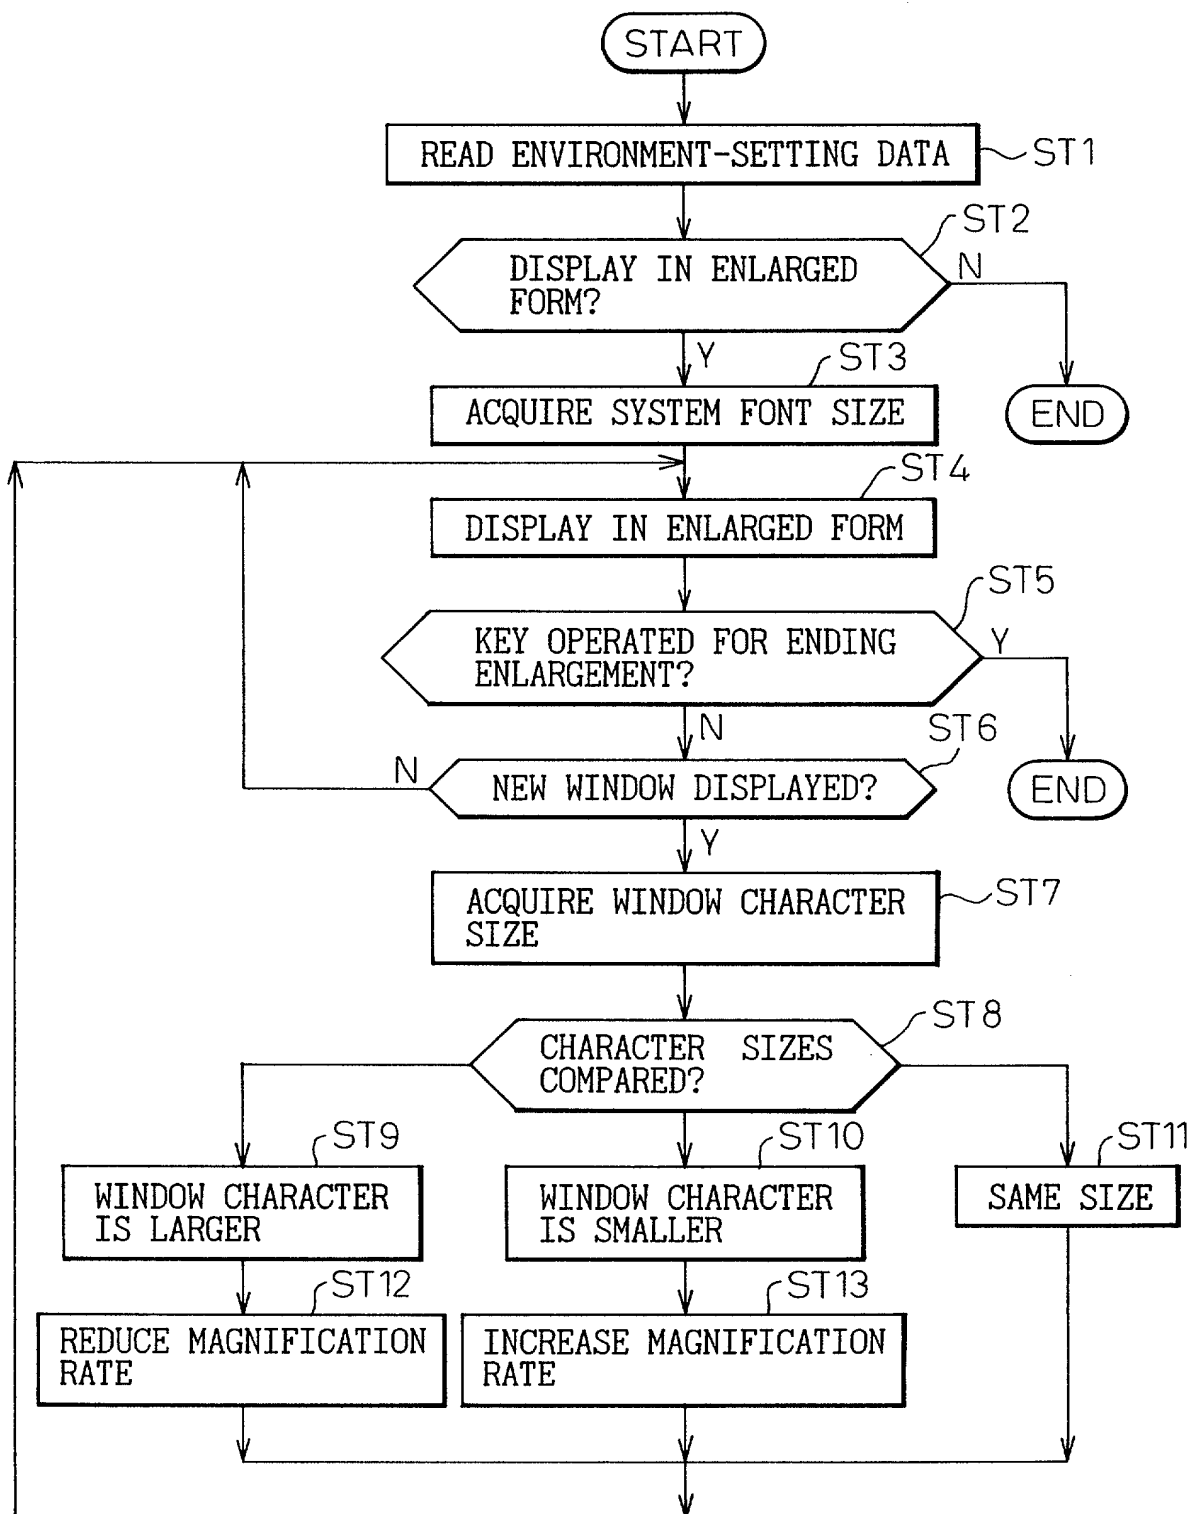 START
READ ENVIRONMENT-SETTING DATA
ST1
ST2
DISPLAY IN ENLARGED
FORM?
N
Y
ST3
ACQUIRE SYSTEM FONT SIZE
END
ST4
DISPLAY IN ENLARGED FORM
ST5
KEY OPERATED FOR ENDING
ENLARGEMENT?
Y
N
ST6
N
NEW WINDOW DISPLAYED?
END
Y
ST7
ACQUIRE WINDOW CHARACTER
SIZE
ST8
CHARACTER SIZES
COMPARED?
ST9
WINDOW CHARACTER
IS LARGER
ST10
WINDOW CHARACTER
IS SMALLER
ST11
SAME SIZE
ST12
REDUCE MAGNIFICATION
RATE
ST13
INCREASE MAGNIFICATION
RATE